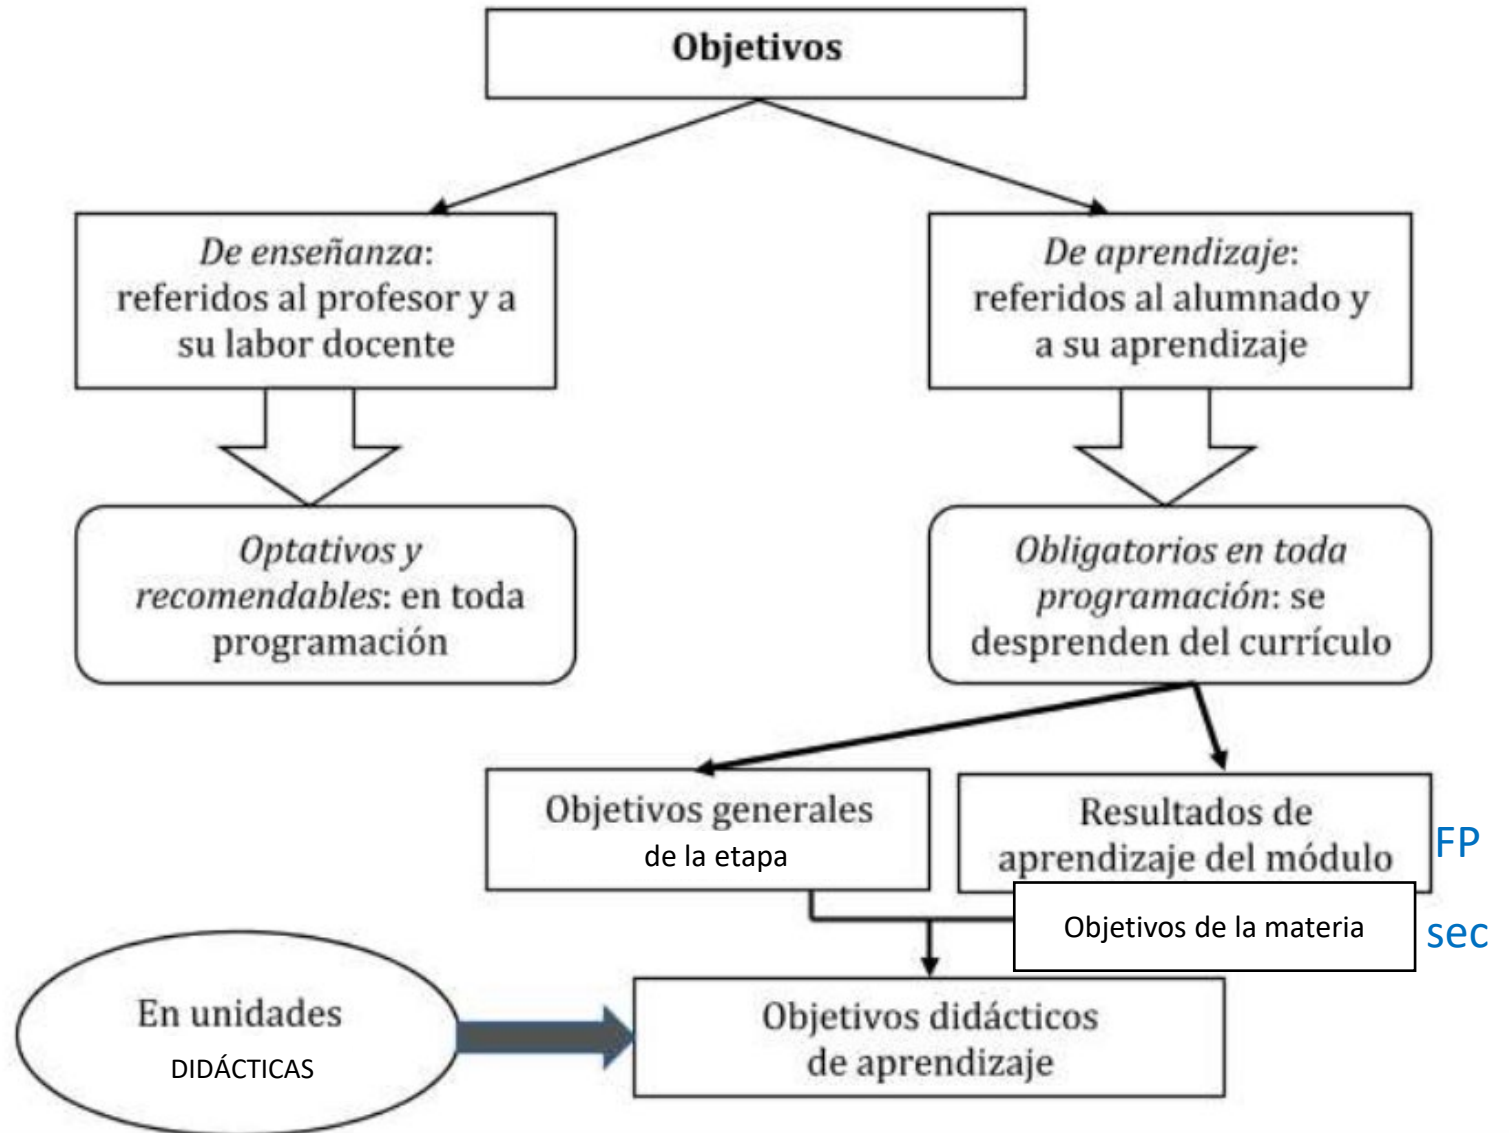 Objetivos
De enseñanza:
referidos al profesor y a
su labor docente
De aprendizaje:
referidos al alumnado y
a su aprendizaje
Optativos y
recomendables: en toda
programación
Obligatorios en toda
programación: se
desprenden del currículo
Objetivos generales
de la etapa
Resultados de
aprendizaje del módulo
FP
Objetivos de la materia
sec
En unidades
DIDÁCTICAS
Objetivos didácticos
de aprendizaje